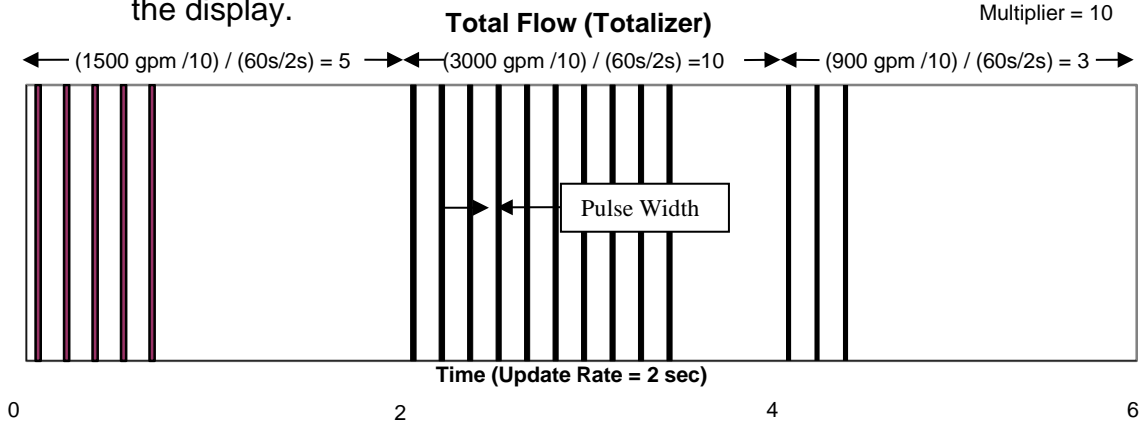 the display.
Total Flow (Totalizer)
Multiplier = 10
(1500 gpm /10) / (60s/2s) = 5
(3000 gpm /10) / (60s/2s) =10
(900 gpm /10) / (60s/2s) = 3
Pulse Width
Time (Update Rate = 2 sec)
0
2
4
6